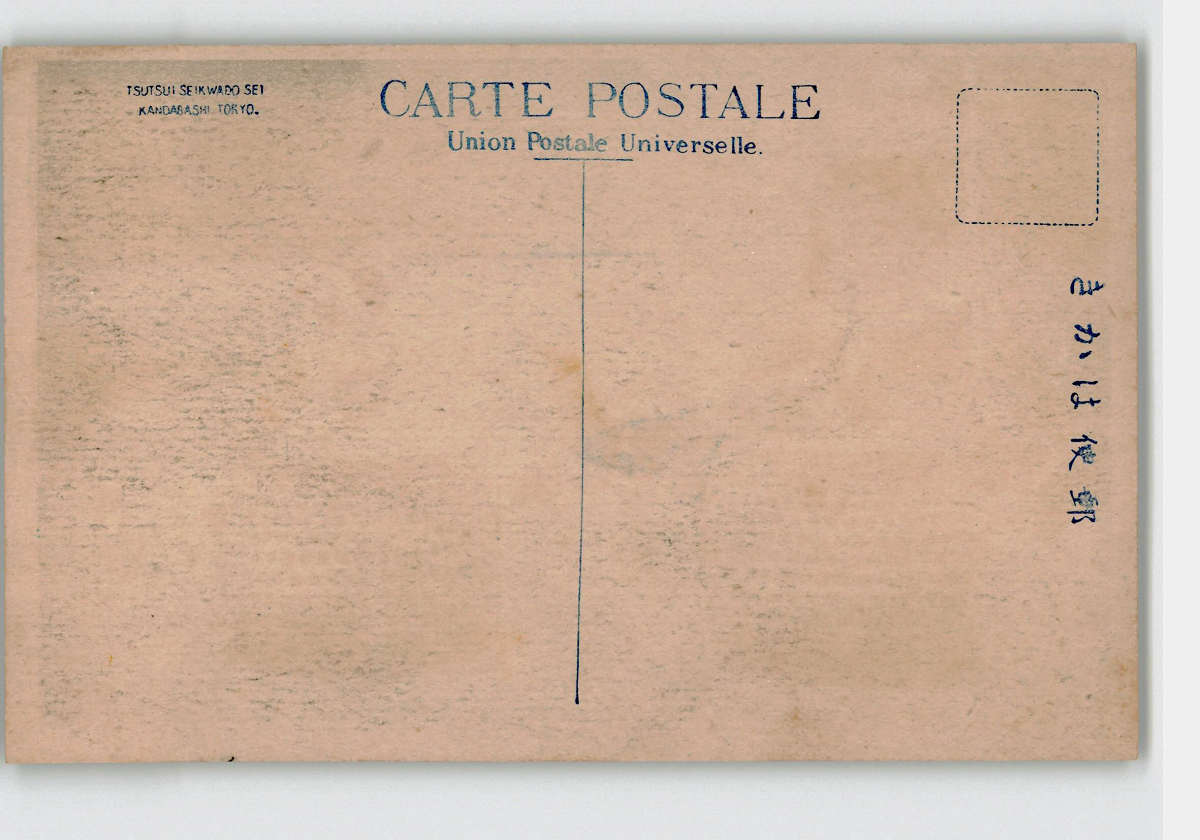 TSUTSUI SEIKWADO SEI
KANDABASHI TOKYO.
CARTE POSTALE
Union Postale Universelle.
きかは便郵